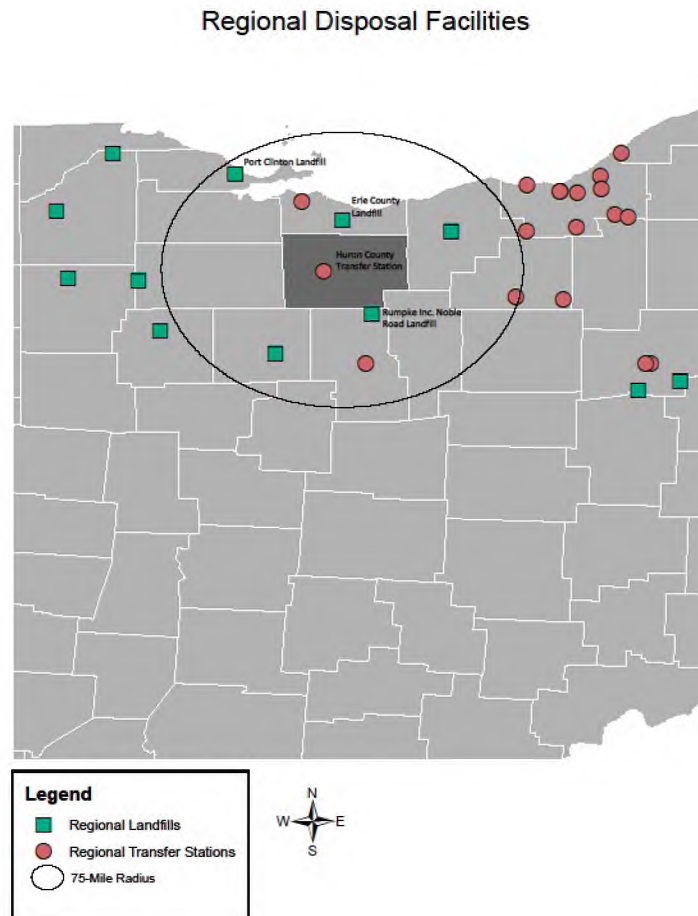 Regional Disposal Facilities
Port Clinton Landfill
Erie County
Landfill
Huron County
Transfer Station
Rumpke Inc. Noble
Road Landfill
Legend
Regional Landfills
Regional Transfer Stations
75-Mile Radius
N
W
E
S